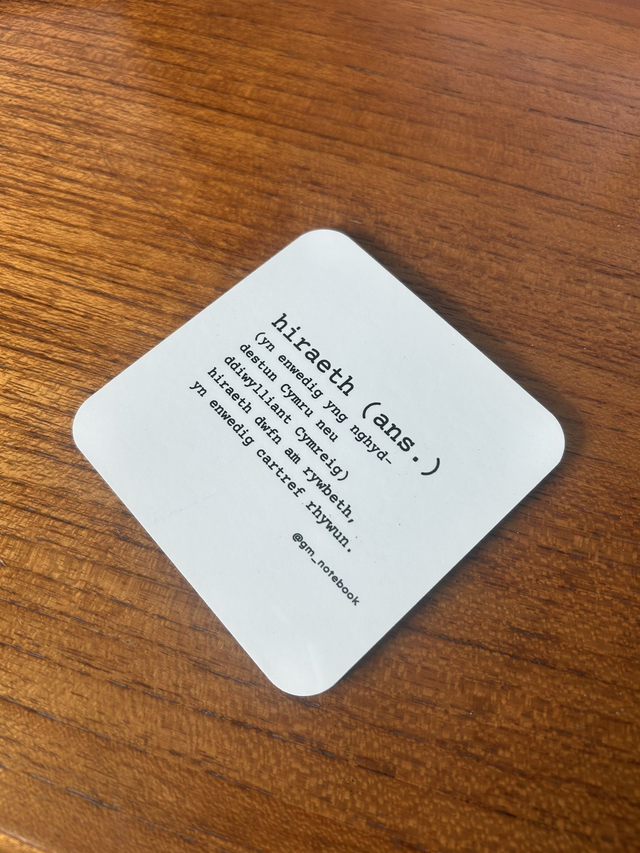 hiraeth (ans.)
(yn enwedig yng nghyd-
destun Cymru neu
ddiwylliant Cymreig)
hiraeth dwfn am rywbeth,
yn enwedig cartref rhywun.
@gm_notebook